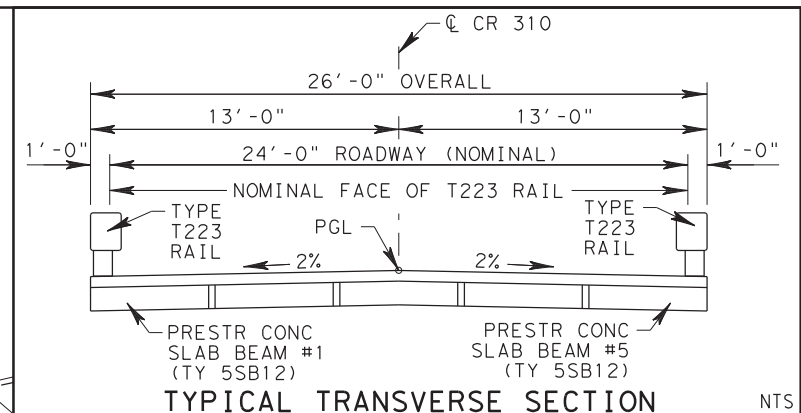 ℄ CR 310
26'-0" OVERALL
13'-0"
13'-0"
1'-0"
24'-0" ROADWAY (NOMINAL)
1'-0"
NOMINAL FACE OF T223 RAIL
TYPE
T223
RAIL
PGL
TYPE
T223
RAIL
2%
2%
PRESTR CONC
SLAB BEAM #1
(TY 5SB12)
PRESTR CONC
SLAB BEAM #5
(TY 5SB12)
TYPICAL TRANSVERSE SECTION
NTS